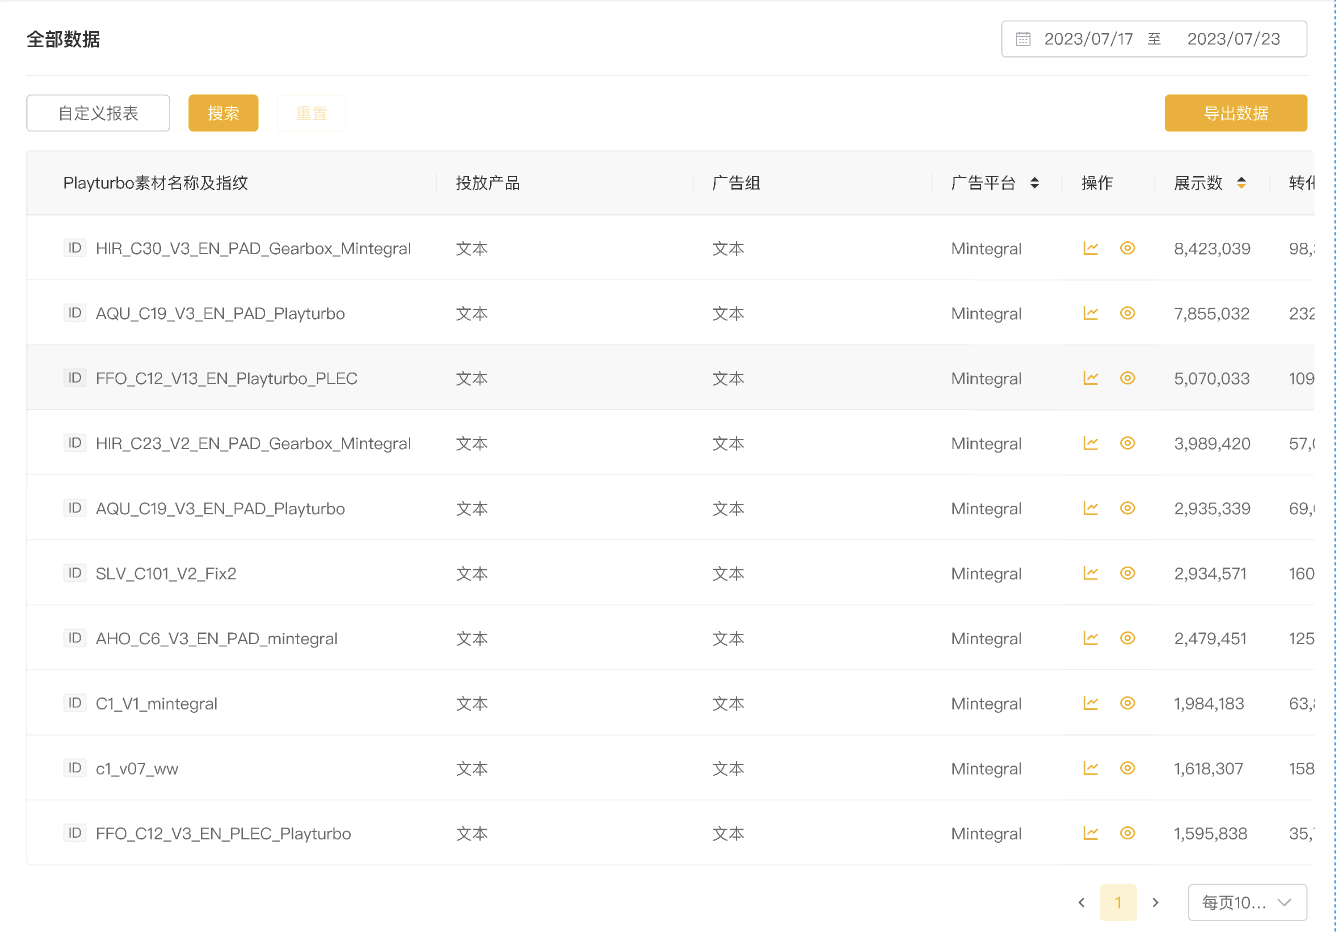 全部数据
2023/07/17 至 2023/07/23
自定义报表 搜索 重置 导出数据
Playturbo素材名称及指纹 投放产品 广告组 广告平台 操作 展示数 转化
ID HIR_C30_V3_EN_PAD_Gearbox_Mintegral 文本 文本 Mintegral 8,423,039 98,
ID AQU_C19_V3_EN_PAD_Playturbo 文本 文本 Mintegral 7,855,032 232
ID FFO_C12_V13_EN_Playturbo_PLEC 文本 文本 Mintegral 5,070,033 109
ID HIR_C23_V2_EN_PAD_Gearbox_Mintegral 文本 文本 Mintegral 3,989,420 57,
ID AQU_C19_V3_EN_PAD_Playturbo 文本 文本 Mintegral 2,935,339 69,
ID SLV_C101_V2_Fix2 文本 文本 Mintegral 2,934,571 160
ID AHO_C6_V3_EN_PAD_mintegral 文本 文本 Mintegral 2,479,451 125
ID C1_V1_mintegral 文本 文本 Mintegral 1,984,183 63,
ID c1_v07_ww 文本 文本 Mintegral 1,618,307 158
ID FFO_C12_V3_EN_PLEC_Playturbo 文本 文本 Mintegral 1,595,838 35,
1 每页10...